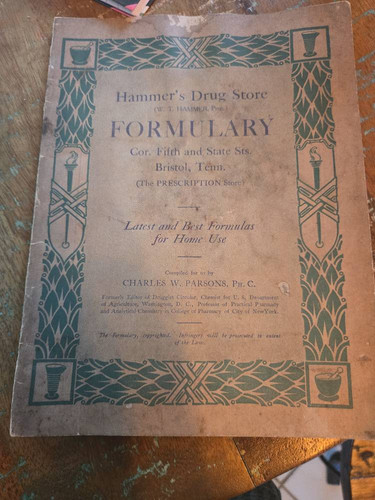 Hammer's Drug Store
(W. T. HAMMER, Prop.)
FORMULARY
Cor. Fifth and State Sts.
Bristol, Tenn.
(The PRESCRIPTION Store)
Latest and Best Formulas
for Home Use
Compiled for us by
CHARLES W. PARSONS, PH. C.
Formerly Editor of Druggists Circular, Chemist for U. S. Department
of Agriculture, Washington, D. C., Professor of Practical Pharmacy
and Analytical Chemistry in College of Pharmacy of City of New York.
The Formulary, copyrighted. Infringers will be prosecuted to extent
of the Law.